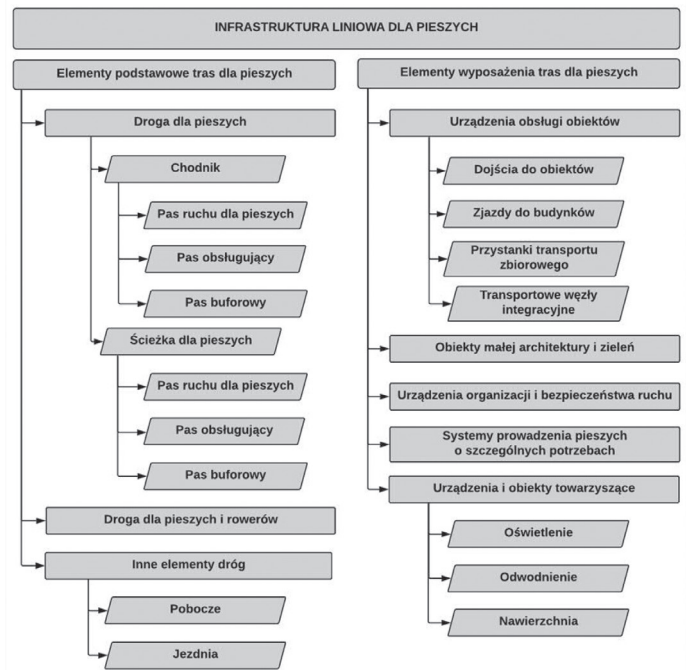 INFRASTRUKTURA LINIOWA DLA PIESZYCH
Elementy podstawowe tras dla pieszych
Droga dla pieszych
Chodnik
Pas ruchu dla pieszych
Pas obsługujący
Pas buforowy
Ścieżka dla pieszych
Pas ruchu dla pieszych
Pas obsługujący
Pas buforowy
Droga dla pieszych i rowerów
Inne elementy dróg
Pobocze
Jezdnia
Elementy wyposażenia tras dla pieszych
Urządzenia obsługi obiektów
Dojścia do obiektów
Zjazdy do budynków
Przystanki transportu
zbiorowego
Transportowe węzły
integracyjne
Obiekty małej architektury i zieleń
Urządzenia organizacji i bezpieczeństwa ruchu
Systemy prowadzenia pieszych
o szczególnych potrzebach
Urządzenia i obiekty towarzyszące
Oświetlenie
Odwodnienie
Nawierzchnia